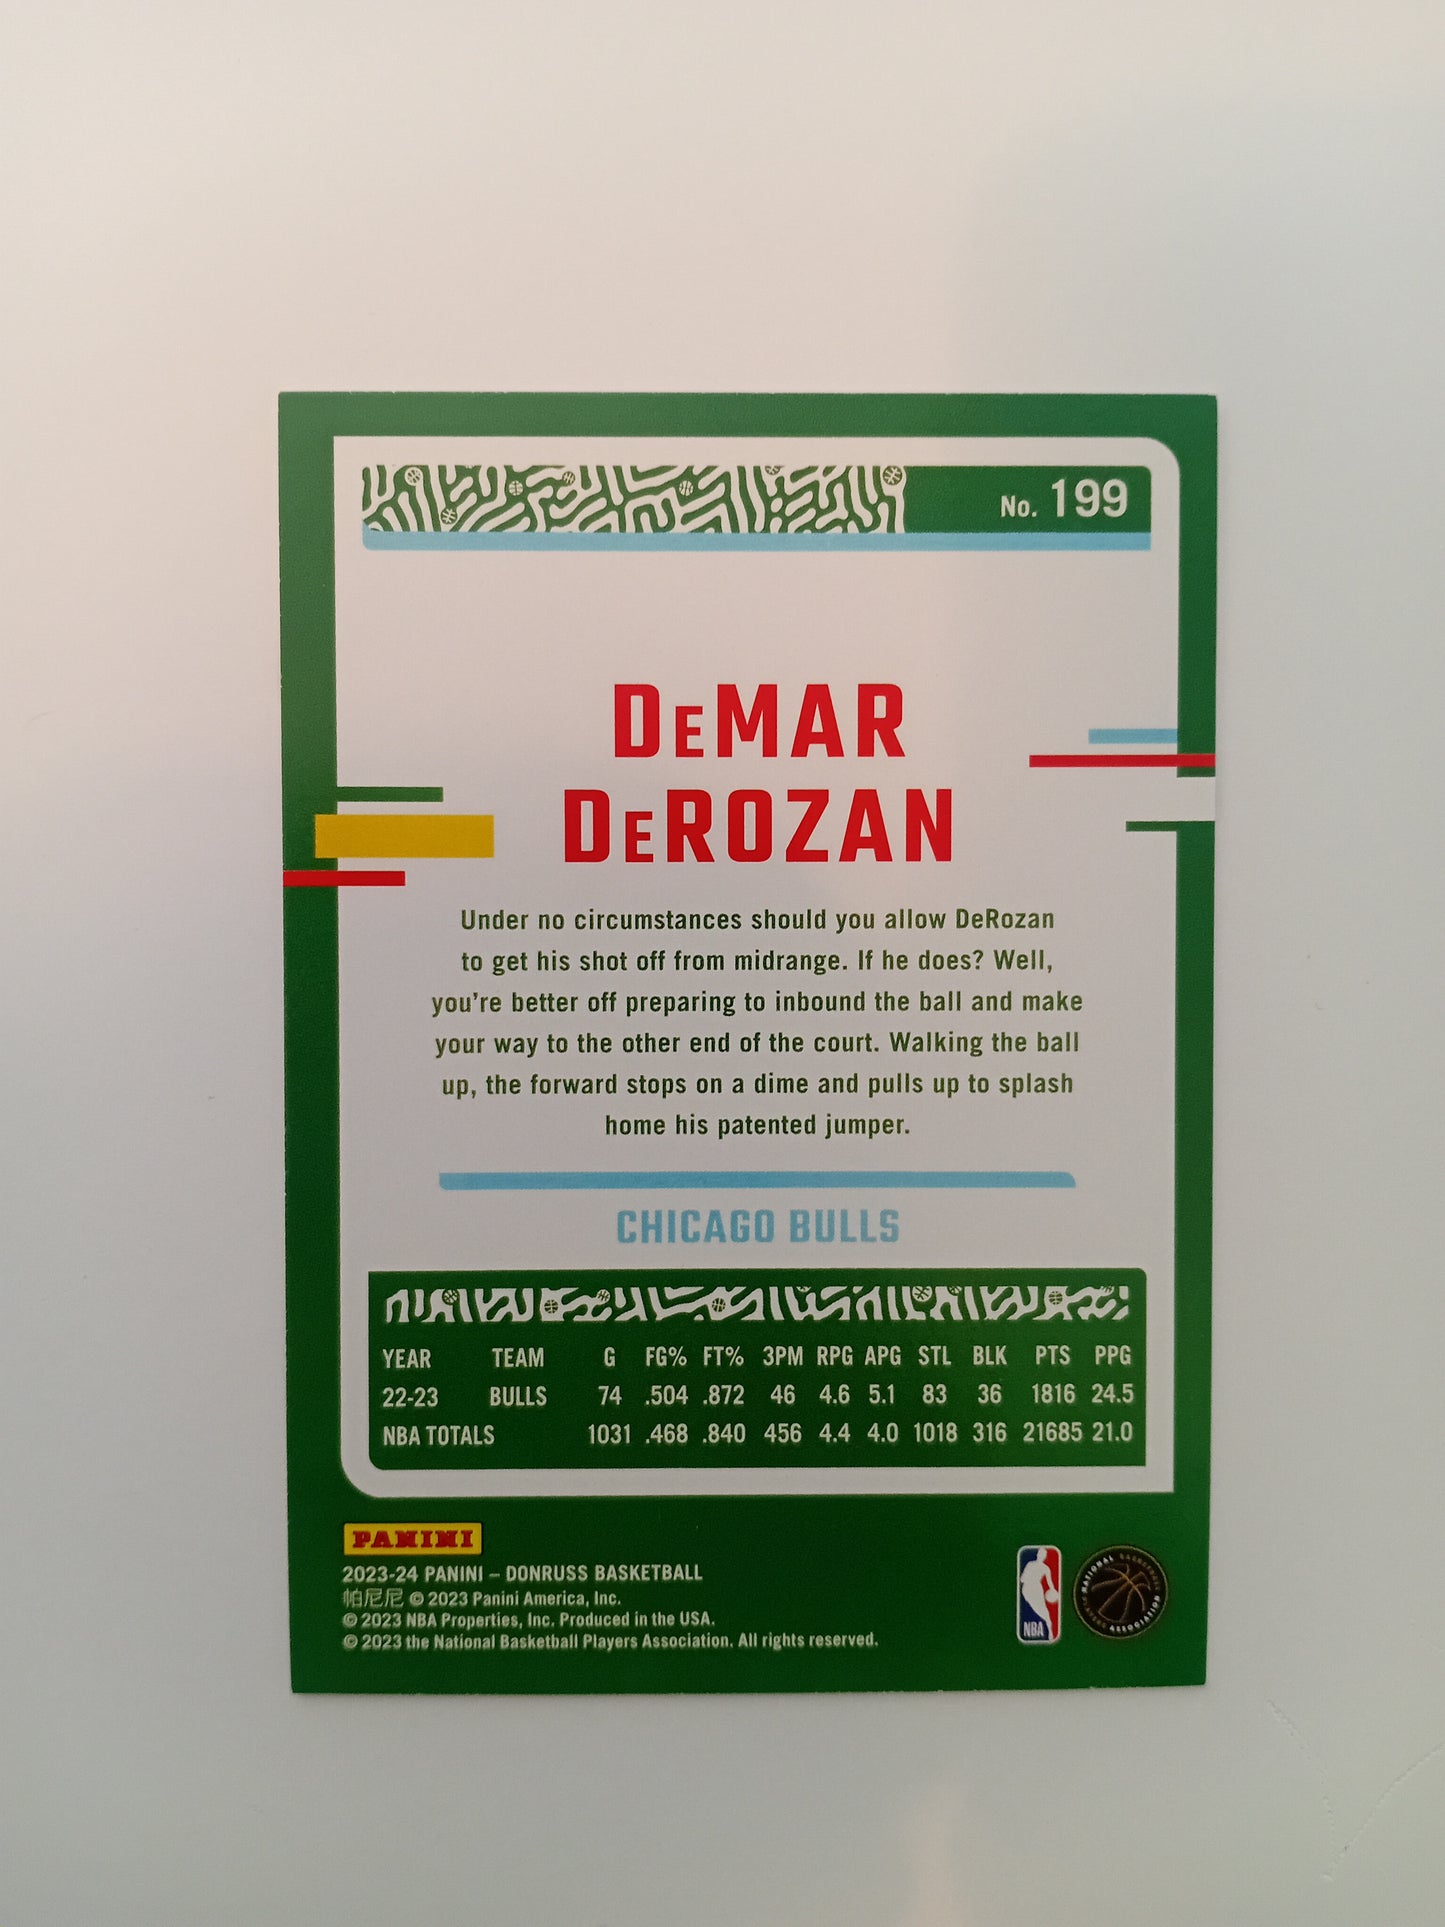 No. 199
DeMAR
DeROZAN
Under no circumstances should you allow DeRozan
to get his shot off from midrange. If he does? Well,
you're better off preparing to inbound the ball and make
your way to the other end of the court. Walking the ball
up, the forward stops on a dime and pulls up to splash
home his patented jumper.
CHICAGO BULLS
YEAR TEAM G FG% FT% 3PM RPG APG STL BLK PTS PPG
22-23 BULLS 74 .504 .872 46 4.6 5.1 83 36 1816 24.5
NBA TOTALS 1031 .468 .840 456 4.4 4.0 1018 316 21685 21.0
PANINI
2023-24 PANINI – DONRUSS BASKETBALL
帕尼尼 © 2023 Panini America, Inc.
© 2023 NBA Properties, Inc. Produced in the USA.
© 2023 the National Basketball Players Association. All rights reserved.
NBA
NATIONAL BASKETBALL PLAYERS ASSOCIATION